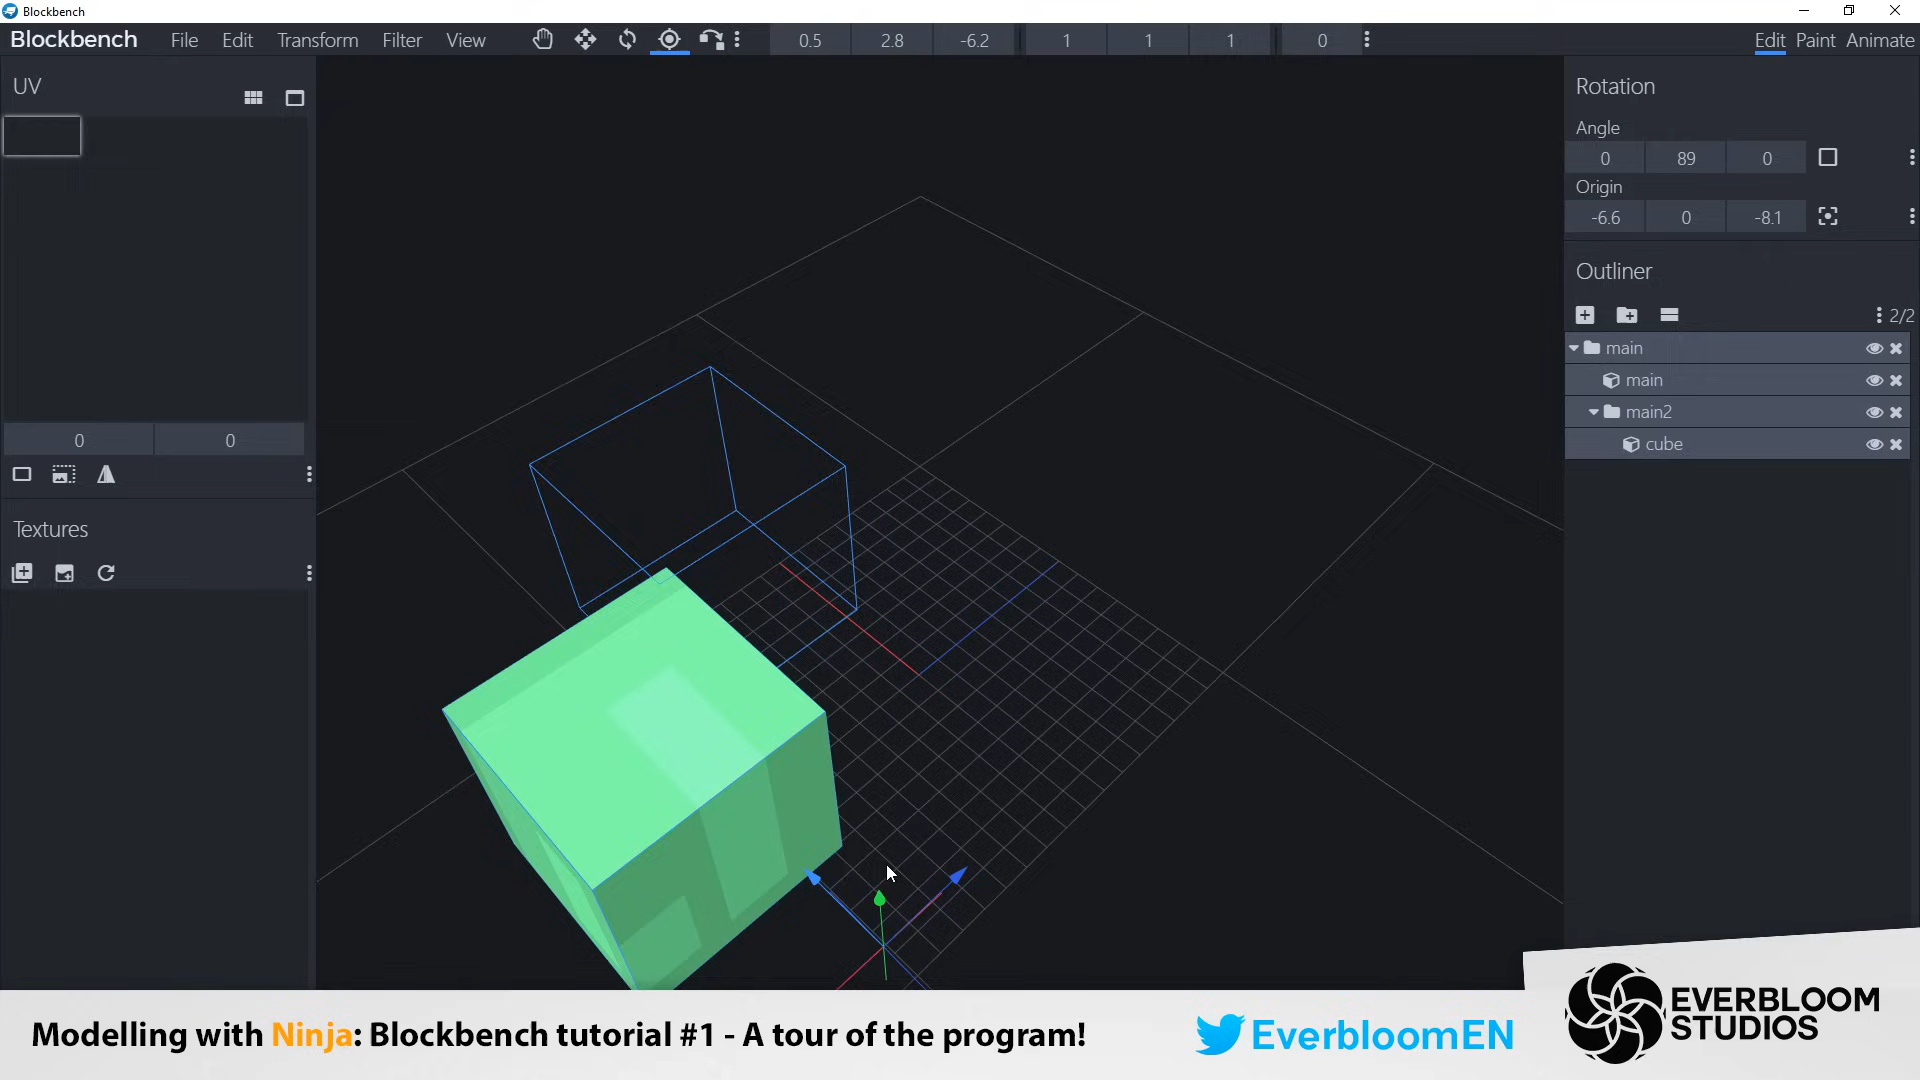 Blockbench
Blockbench File Edit Transform Filter View 0.5 2.8 -6.2 1 1 1 0 Edit Paint Animate
UV
0 0
Textures
Rotation
Angle
0 89 0
Origin
-6.6 0 -8.1
Outliner
2/2
main
main
main2
cube
Modelling with Ninja: Blockbench tutorial #1 - A tour of the program!
EverbloomEN
EVERBLOOM
STUDIOS